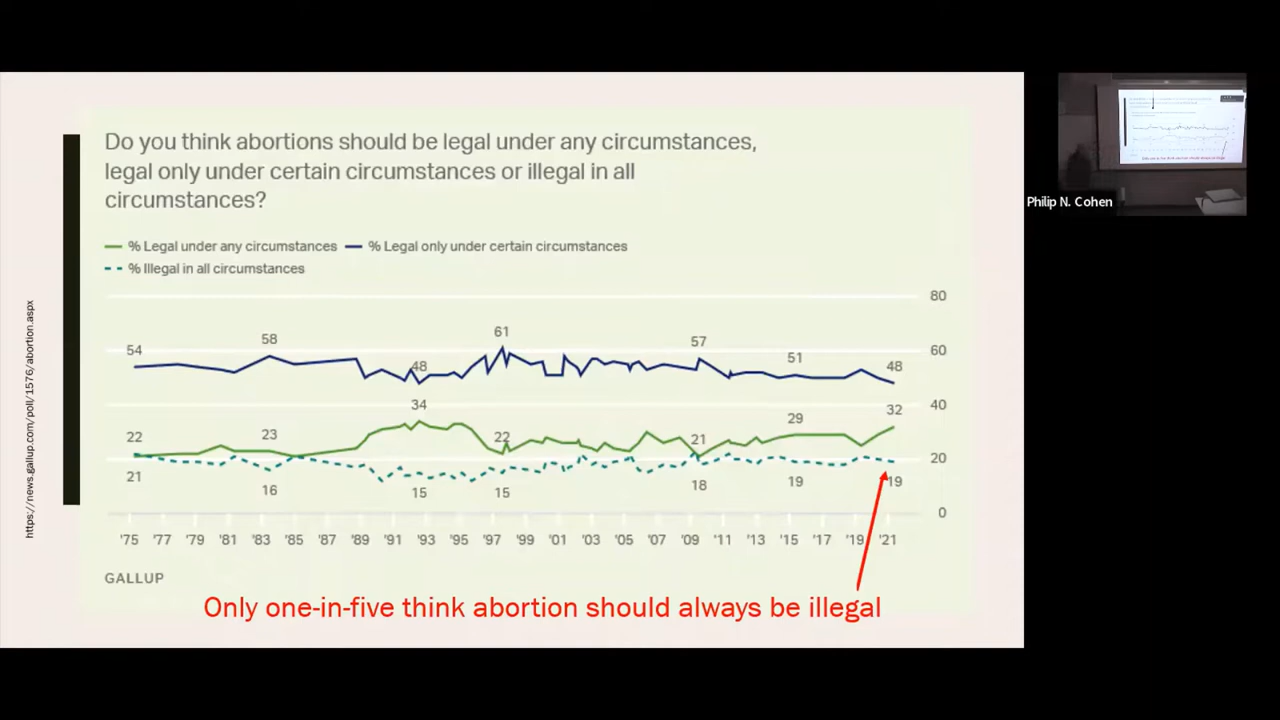 Do you think abortions should be legal under any circumstances,
legal only under certain circumstances or illegal in all
circumstances?
% Legal under any circumstances % Legal only under certain circumstances
% Illegal in all circumstances
80
60
40
20
0
54
58
48
61
57
51
48
22
23
34
22
21
29
32
21
16
15
15
18
19
19
'75 '77 '79 '81 '83 '85 '87 '89 '91 '93 '95 '97 '99 '01 '03 '05 '07 '09 '11 '13 '15 '17 '19 '21
GALLUP
Only one-in-five think abortion should always be illegal
https://news.gallup.com/poll/1576/abortion.aspx
Philip N. Cohen